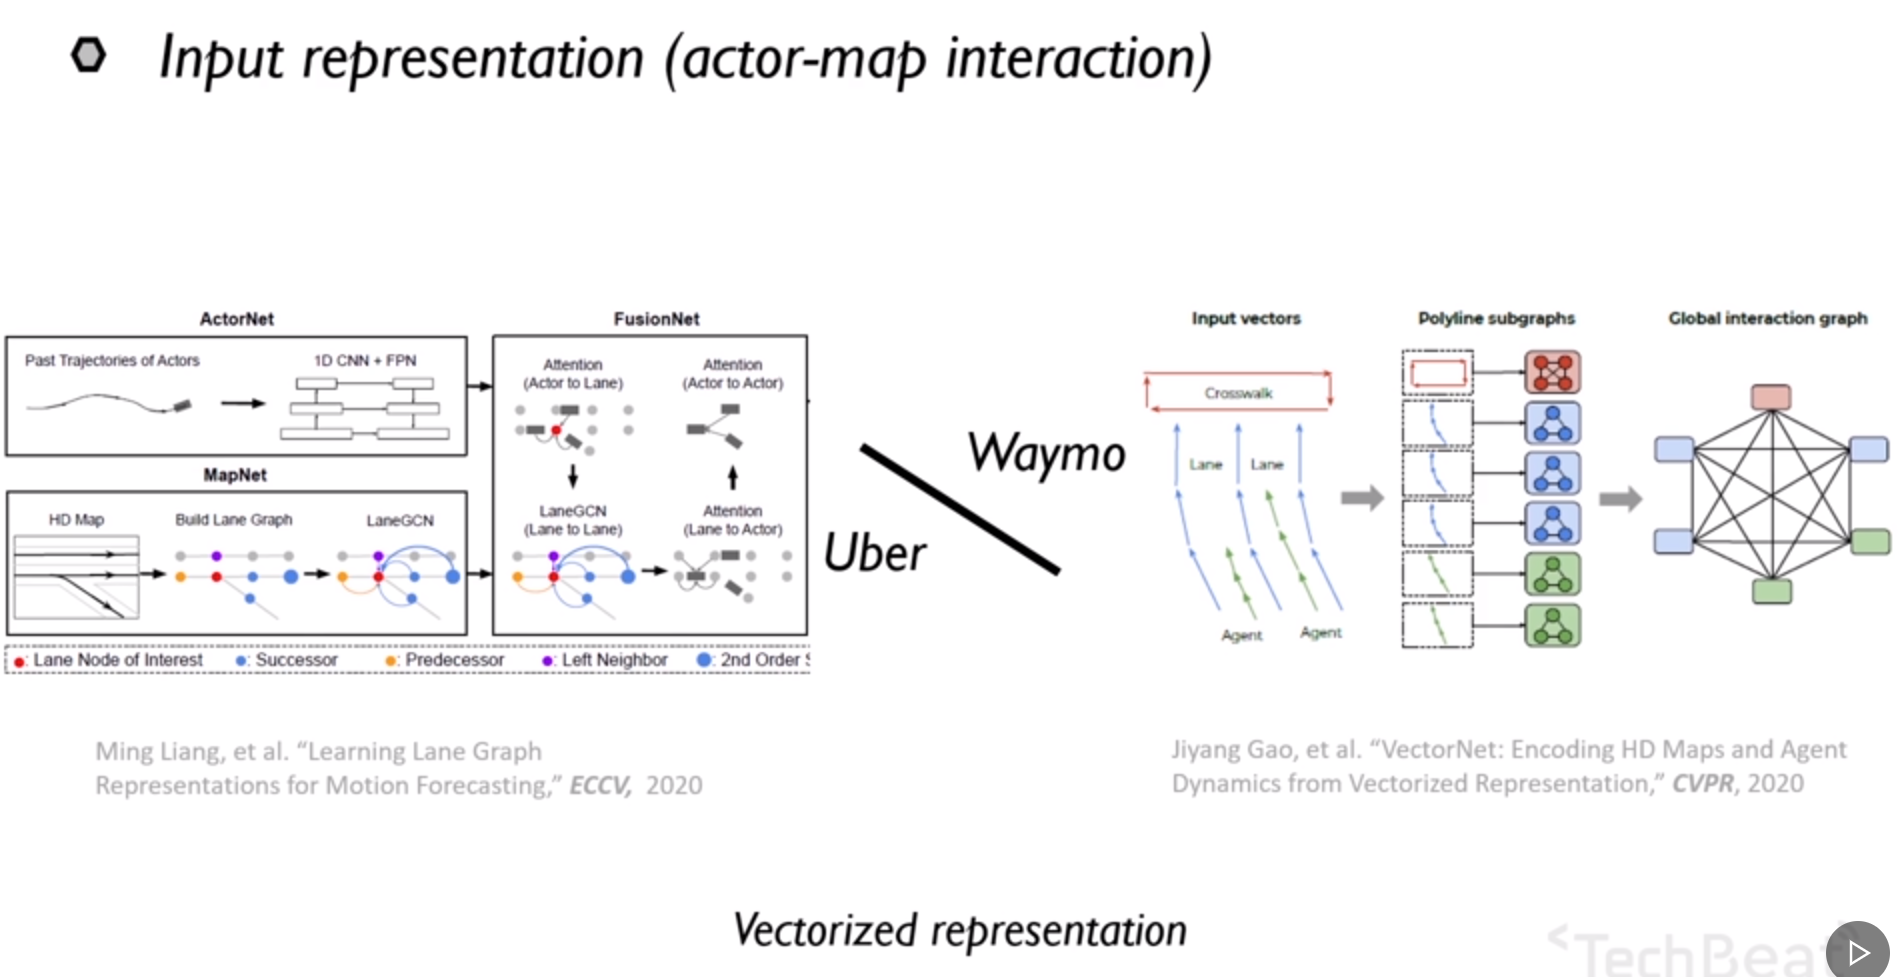 Input representation (actor-map interaction)
ActorNet
Past Trajectories of Actors
1D CNN + FPN
MapNet
HD Map
Build Lane Graph
LaneGCN
FusionNet
Attention
(Actor to Lane)
Attention
(Actor to Actor)
LaneGCN
(Lane to Lane)
Attention
(Lane to Actor)
: Lane Node of Interest
: Successor
: Predecessor
: Left Neighbor
: 2nd Order
Uber
Waymo
Input vectors
Polyline subgraphs
Global interaction graph
Crosswalk
Lane
Lane
Agent
Agent
Ming Liang, et al. “Learning Lane Graph
Representations for Motion Forecasting,” ECCV, 2020
Jiyang Gao, et al. “VectorNet: Encoding HD Maps and Agent
Dynamics from Vectorized Representation,” CVPR, 2020
Vectorized representation